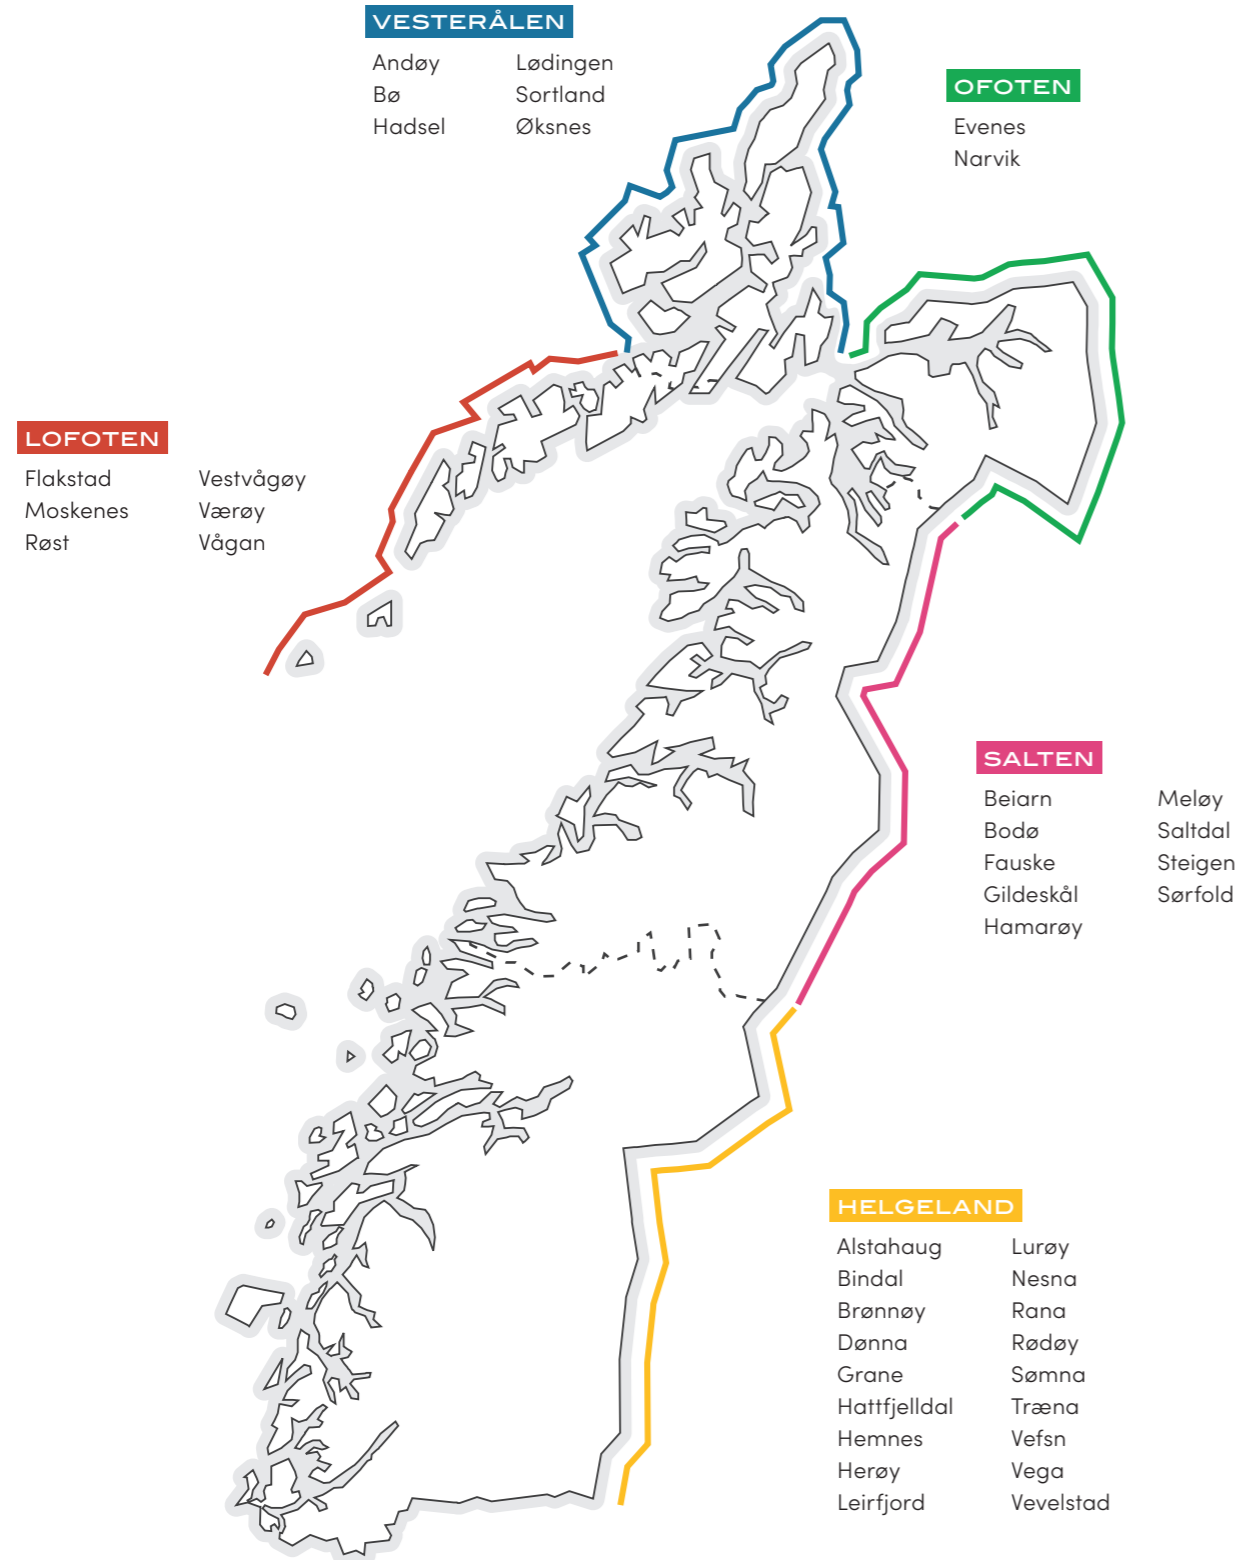 VESTERÅLEN
Andøy
Bø
Hadsel
Lødingen
Sortland
Øksnes
OFOTEN
Evenes
Narvik
LOFOTEN
Flakstad
Moskenes
Røst
Vestvågøy
Værøy
Vågan
SALTEN
Beiarn
Bodø
Fauske
Gildeskål
Hamarøy
Meløy
Saltdal
Steigen
Sørfold
HELGELAND
Alstahaug
Bindal
Brønnøy
Dønna
Grane
Hattfjelldal
Hemnes
Herøy
Leirfjord
Lurøy
Nesna
Rana
Rødøy
Sømna
Træna
Vefsn
Vega
Vevelstad